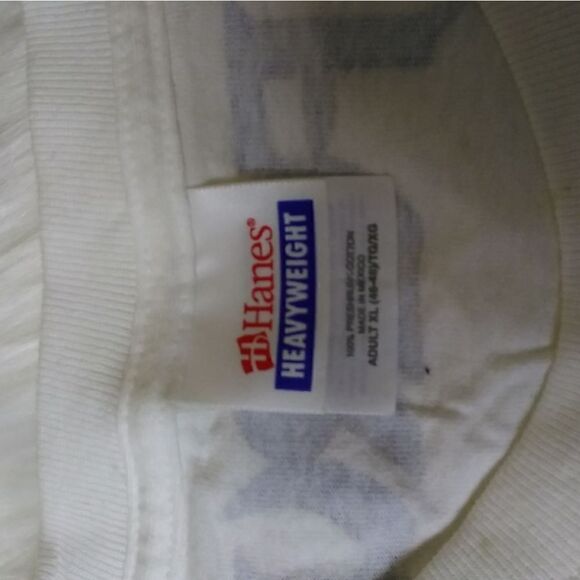 Hanes®
HEAVYWEIGHT
100% PRESHRUNK COTTON
MADE IN MEXICO
ADULT XL (46-48)/TG/XG